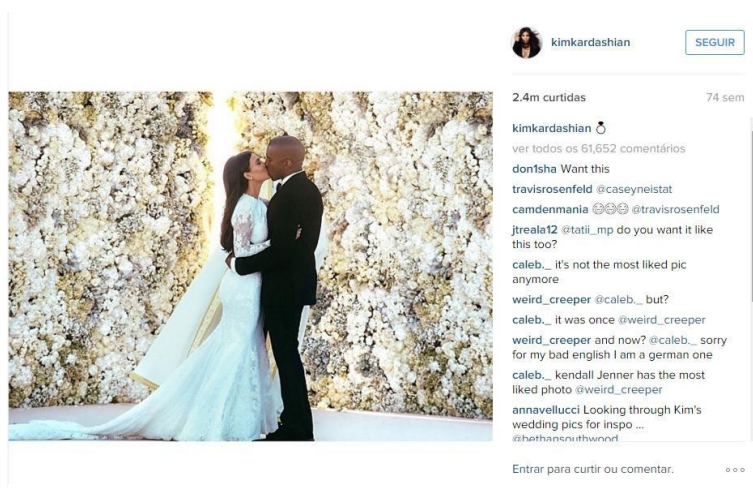 kimkardashian
SEGUIR
2.4m curtidas
74 sem
kimkardashian 💍
ver todos os 61,652 comentários
don1sha Want this
travisrosenfeld @caseyneistat
camdenmania 😷😷😷 @travisrosenfeld
jtreala12 @tatii_mp do you want it like
this too?
caleb._ it's not the most liked pic
anymore
weird_creeper @caleb._ but?
caleb._ it was once @weird_creeper
weird_creeper and now? @caleb._ sorry
for my bad english I am a german one
caleb._ kendall Jenner has the most
liked photo @weird_creeper
annavellucci Looking through Kim's
wedding pics for inspo ...
@bethansouthwood
Entrar para curtir ou comentar.